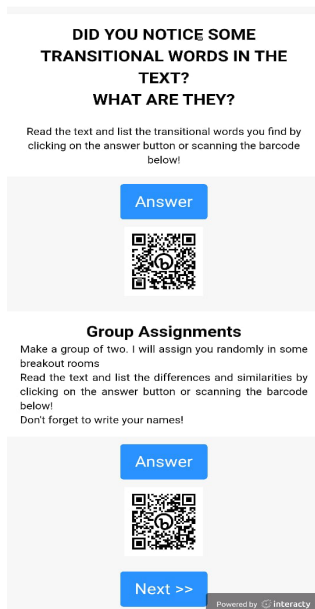 DID YOU NOTICE SOME
TRANSITIONAL WORDS IN THE
TEXT?
WHAT ARE THEY?
Read the text and list the transitional words you find by
clicking on the answer button or scanning the barcode
below!
Answer
Group Assignments
Make a group of two. I will assign you randomly in some
breakout rooms
Read the text and list the differences and similarities by
clicking on the answer button or scanning the barcode
below!
Don't forget to write your names!
Answer
Next >>
Powered by interacty